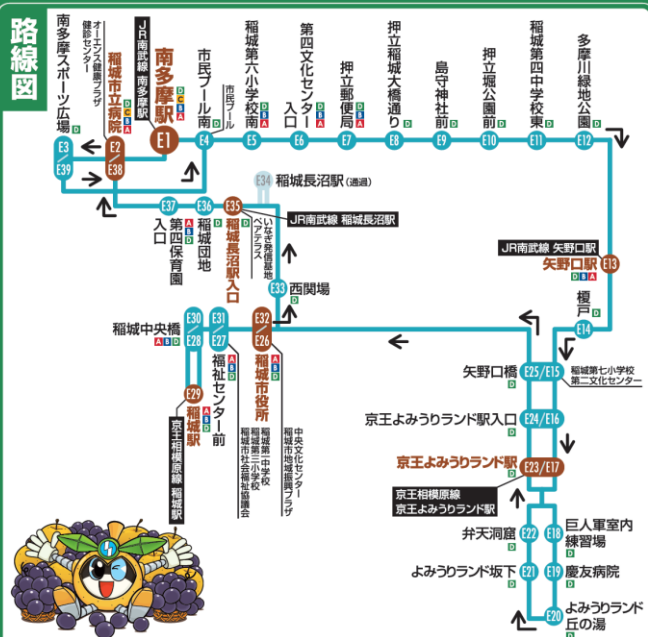 路線図
南多摩スポーツ広場 D
E3/E39
オーエンス健康プラザ
健診センター
稲城市立病院 D C B A
E2/E38
JR南武線 南多摩駅
南多摩駅 D C B A
E1
市民プール南 D
市民プール
E4
稲城第六小学校南 D B A
E5
第四文化センター入口 D B A
E6
押立郵便局 D B A
E7
押立稲城大橋通り D
E8
島守神社前 D
E9
押立堀公園前 D
E10
稲城第四中学校東 D
E11
多摩川緑地公園 D
E12
JR南武線 矢野口駅
矢野口駅 E13
D B A
榎戸 D
E14
矢野口橋 D
E25/E15
稲城第七小学校
第二文化センター
京王よみうりランド駅入口 D
E24/E16
京王よみうりランド駅 D
E23/E17
京王相模原線
京王よみうりランド駅
弁天洞窟 D
E22
E18
巨人軍室内練習場 D
よみうりランド坂下 D
E21
E19
慶友病院 D
E20
よみうりランド丘の湯 D
稲城市役所 A B D
E32/E26
中央文化センター
稲城市地域振興プラザ
福祉センター前 A B D
E31/E27
稲城第一中学校
稲城第三小学校
稲城市社会福祉協議会
稲城中央橋 A B D
E30/E28
E29
稲城駅 A B D
京王相模原線 稲城駅
西関場 D
E33
E34 稲城長沼駅(通過)
JR南武線 稲城長沼駅
E35
稲城長沼駅入口 D
いなぎ発信基地
ペアテラス
E36
稲城団地 D
E37
第四保育園入口 A B D